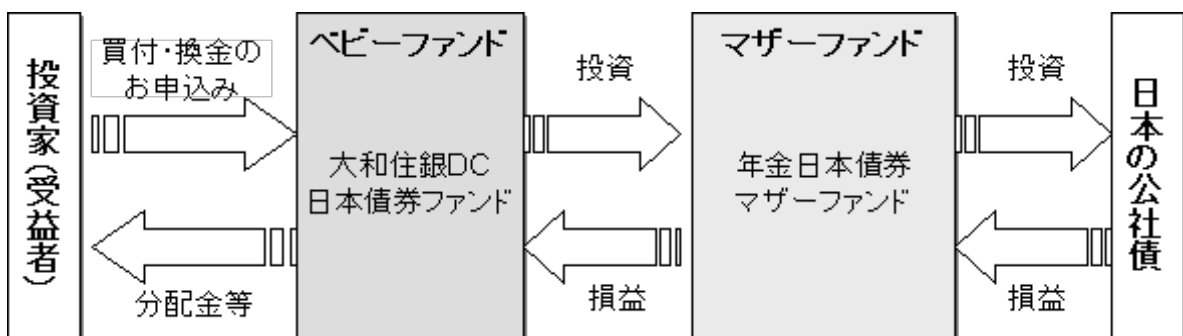 投資家(受益者)
買付・換金の
お申込み
分配金等
ベビーファンド
大和住銀DC
日本債券ファンド
投資
損益
マザーファンド
年金日本債券
マザーファンド
投資
損益
日本の公社債